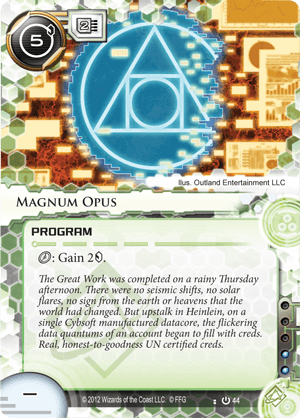 5
Illus. Outland Entertainment LLC
MAGNUM OPUS
PROGRAM
: Gain 2
The Great Work was completed on a rainy Thursday
afternoon. There were no seismic shifts, no solar
flares, no sign from the earth or heavens that the
world had changed. But upstalk in Heinlein, on a
single Cybsoft manufactured datacore, the flickering
data quantums of an account began to fill with creds.
Real, honest-to-goodness UN certified creds.
–
© 2012 Wizards of the Coast LLC. © FFG
44